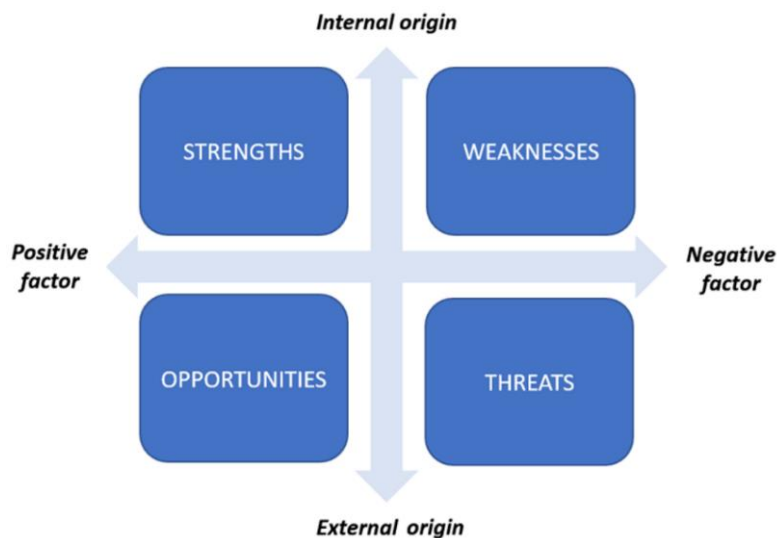 Internal origin
STRENGTHS
WEAKNESSES
Positive
factor
Negative
factor
OPPORTUNITIES
THREATS
External origin